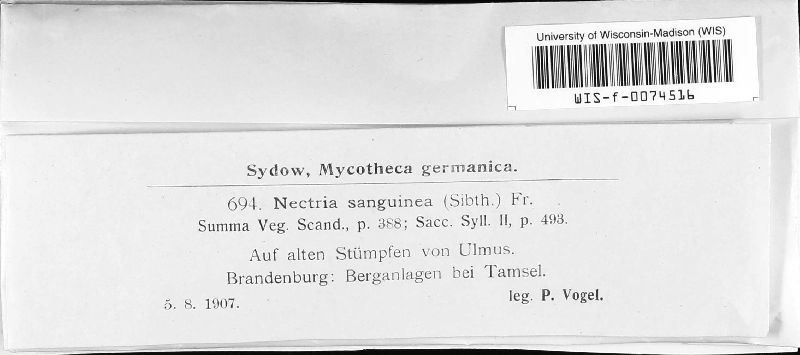 University of Wisconsin-Madison (WIS)
WIS-f-0074516
Sydow, Mycotheca germanica.
694. Nectria sanguinea (Sibth.) Fr.
Summa Veg. Scand., p. 388; Sacc. Syll. II, p. 493.
Auf alten Stümpfen von Ulmus.
Brandenburg: Berganlagen bei Tamsel.
5. 8. 1907. leg. P. Vogel.